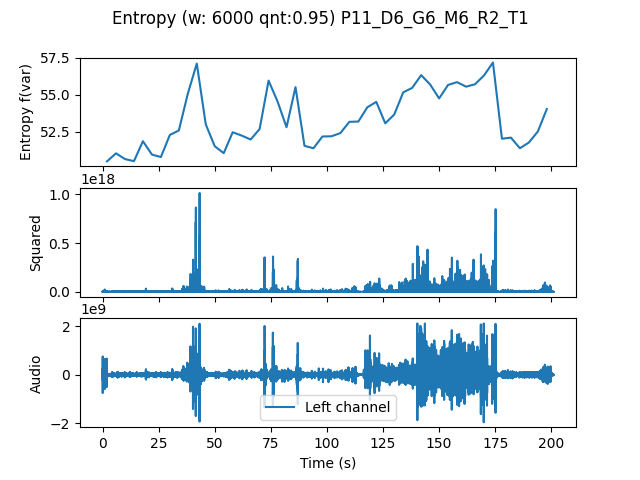 Entropy (w: 6000 qnt:0.95) P11_D6_G6_M6_R2_T1
57.5
55.0
52.5
Entropy f(var)
1e18
1.0
0.5
0.0
Squared
1e9
2
0
−2
Audio
Left channel
0 25 50 75 100 125 150 175 200
Time (s)